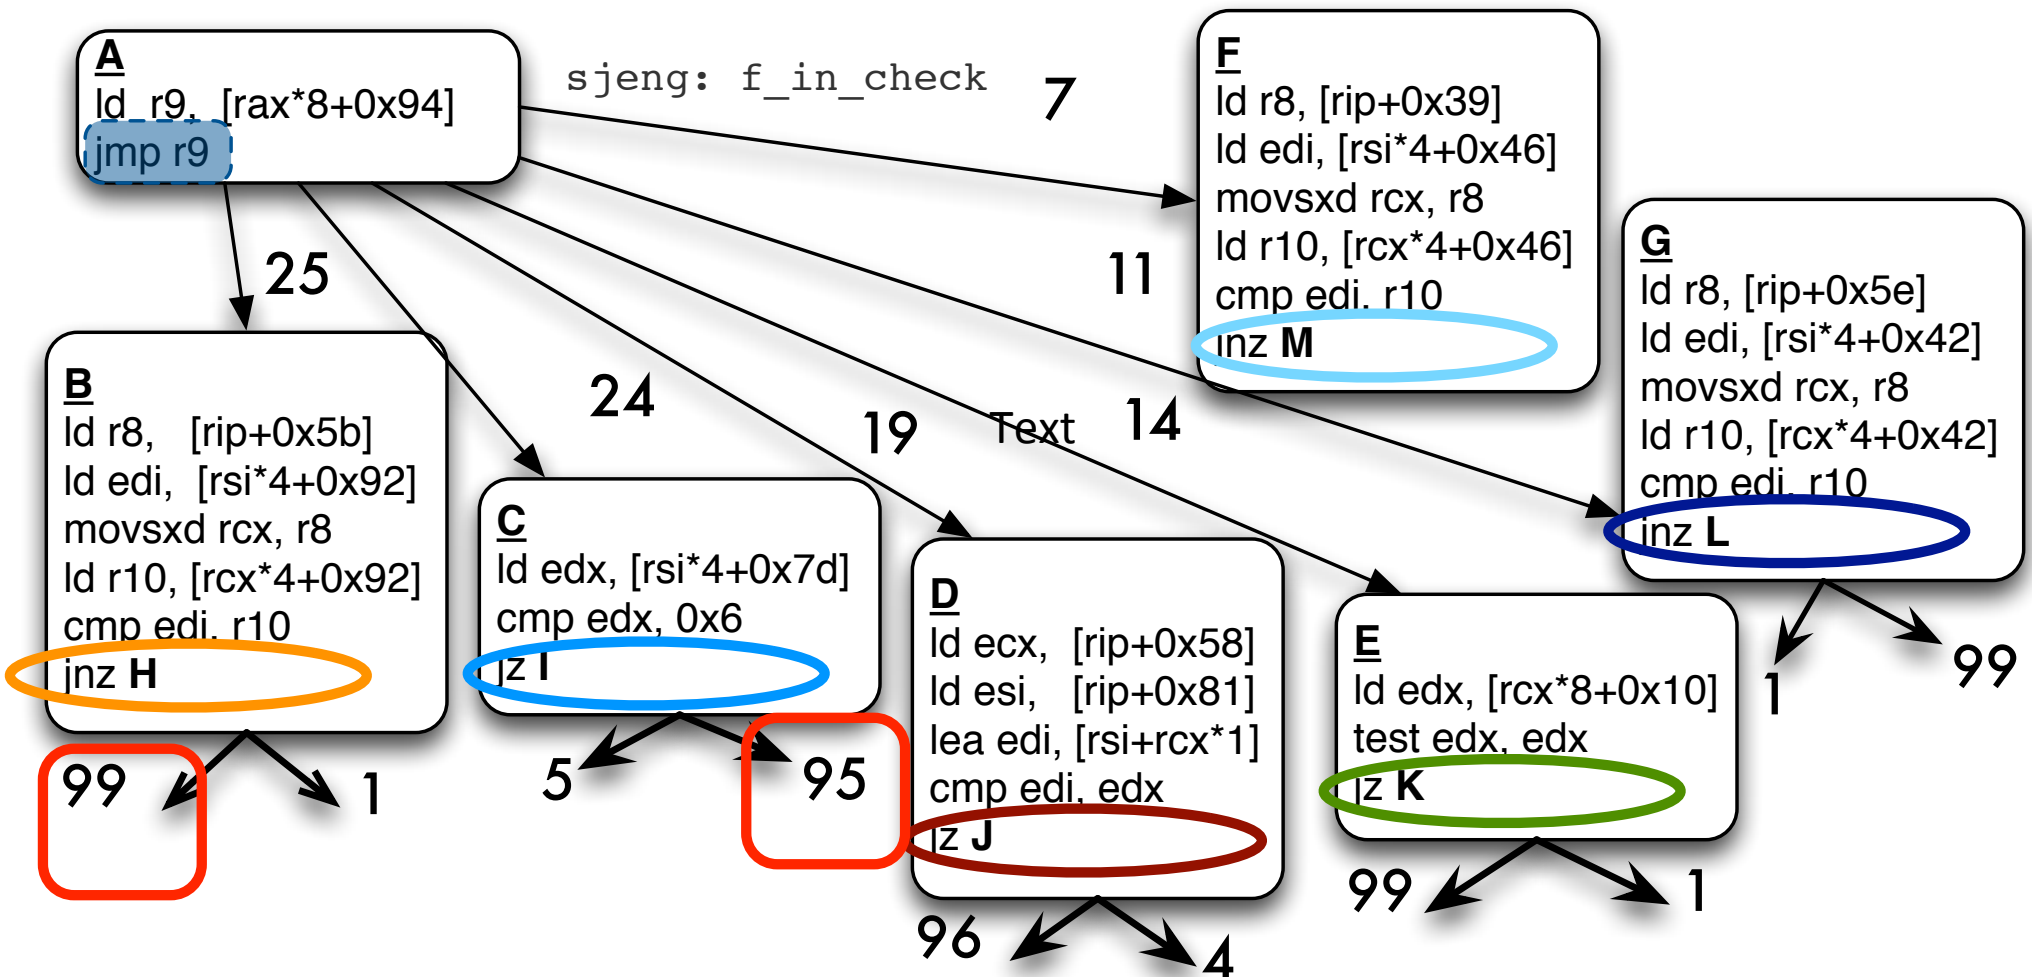 A
ld r9, [rax*8+0x94]
jmp r9
sjeng: f_in_check
7
F
ld r8, [rip+0x39]
ld edi, [rsi*4+0x46]
movsxd rcx, r8
ld r10, [rcx*4+0x46]
cmp edi, r10
jnz M
11
G
ld r8, [rip+0x5e]
ld edi, [rsi*4+0x42]
movsxd rcx, r8
ld r10, [rcx*4+0x42]
cmp edi, r10
jnz L
1
99
25
24
19
Text
14
B
ld r8, [rip+0x5b]
ld edi, [rsi*4+0x92]
movsxd rcx, r8
ld r10, [rcx*4+0x92]
cmp edi, r10
jnz H
99
1
C
ld edx, [rsi*4+0x7d]
cmp edx, 0x6
jz I
5
95
D
ld ecx, [rip+0x58]
ld esi, [rip+0x81]
lea edi, [rsi+rcx*1]
cmp edi, edx
jz J
96
4
E
ld edx, [rcx*8+0x10]
test edx, edx
jz K
99
1